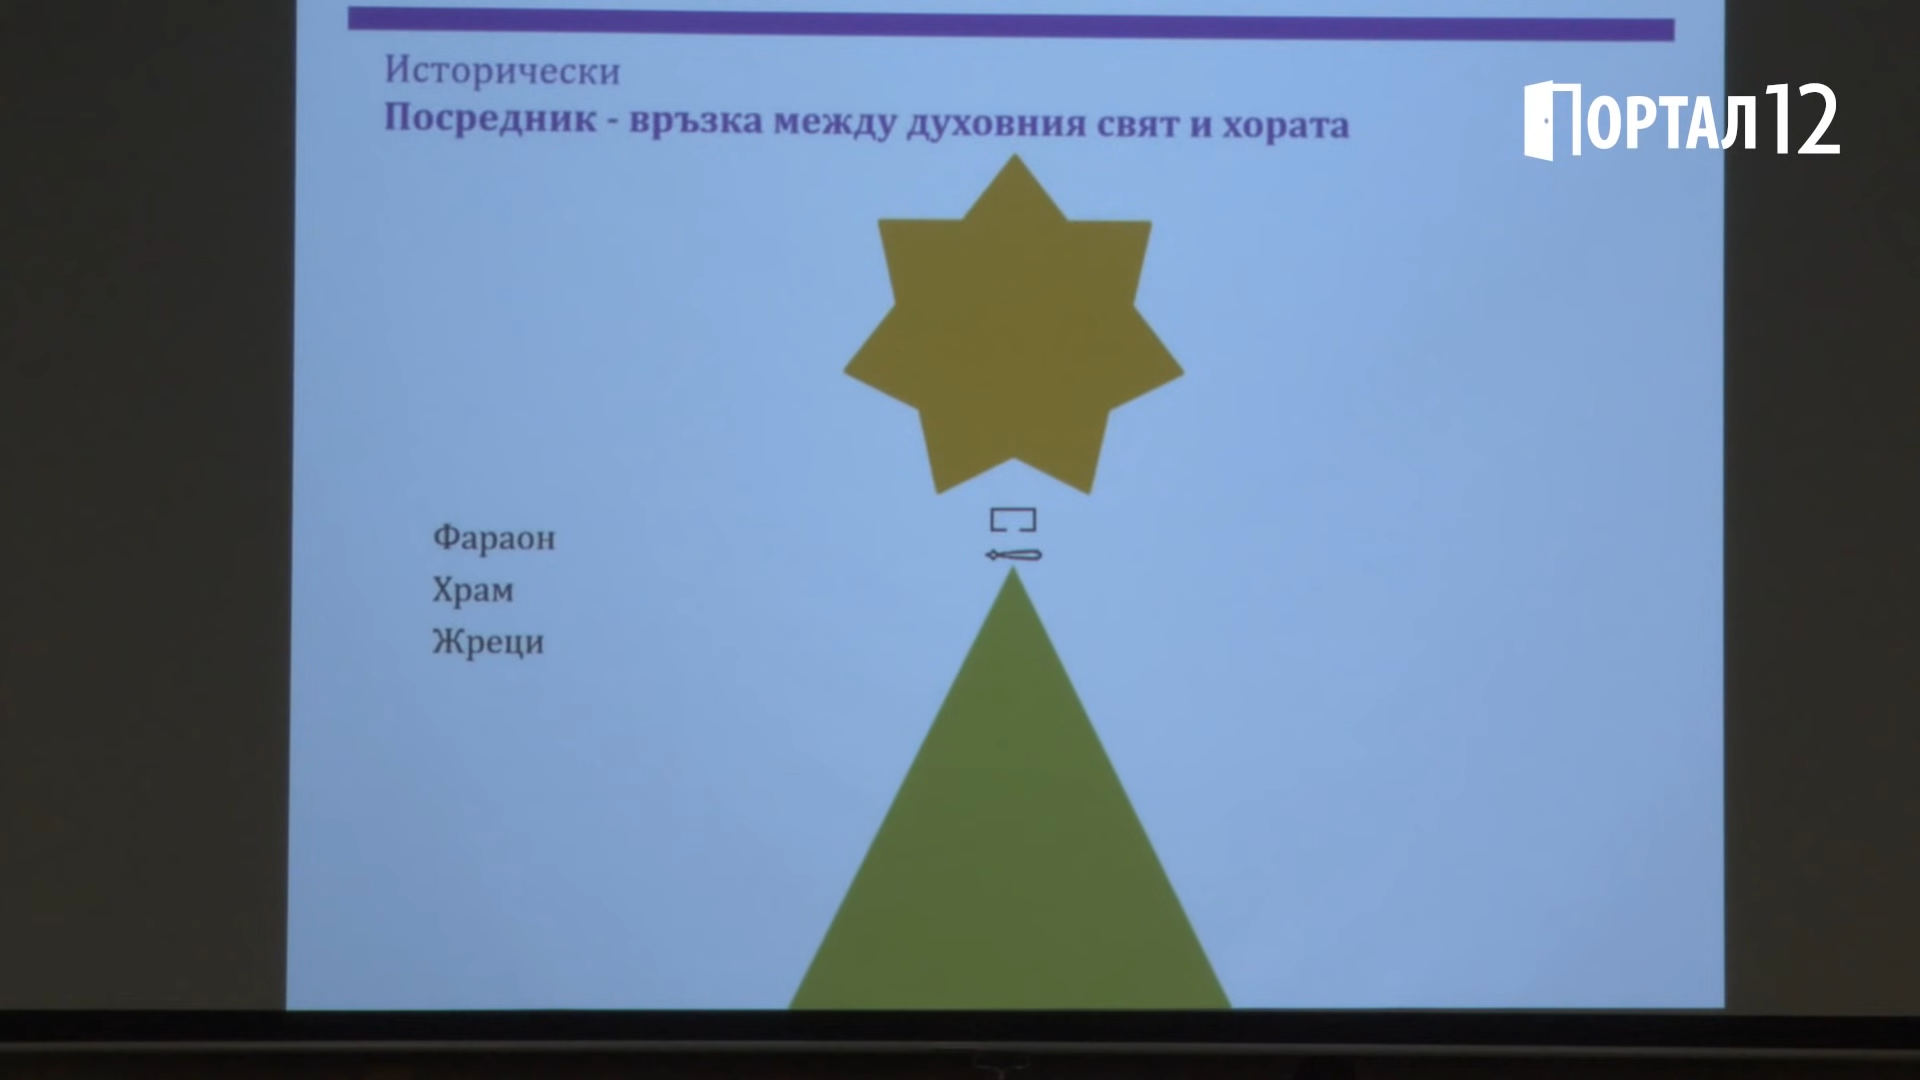 Исторически
Посредник - връзка между духовния свят и хората
ПОРТАЛ12
Фараон
Храм
Жреци